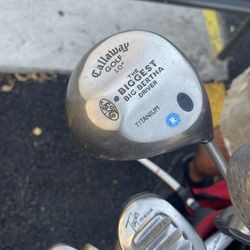 Callaway
GOLF
10°
THE
BIGGEST
BIG BERTHA
DRIVER
TITANIUM
R